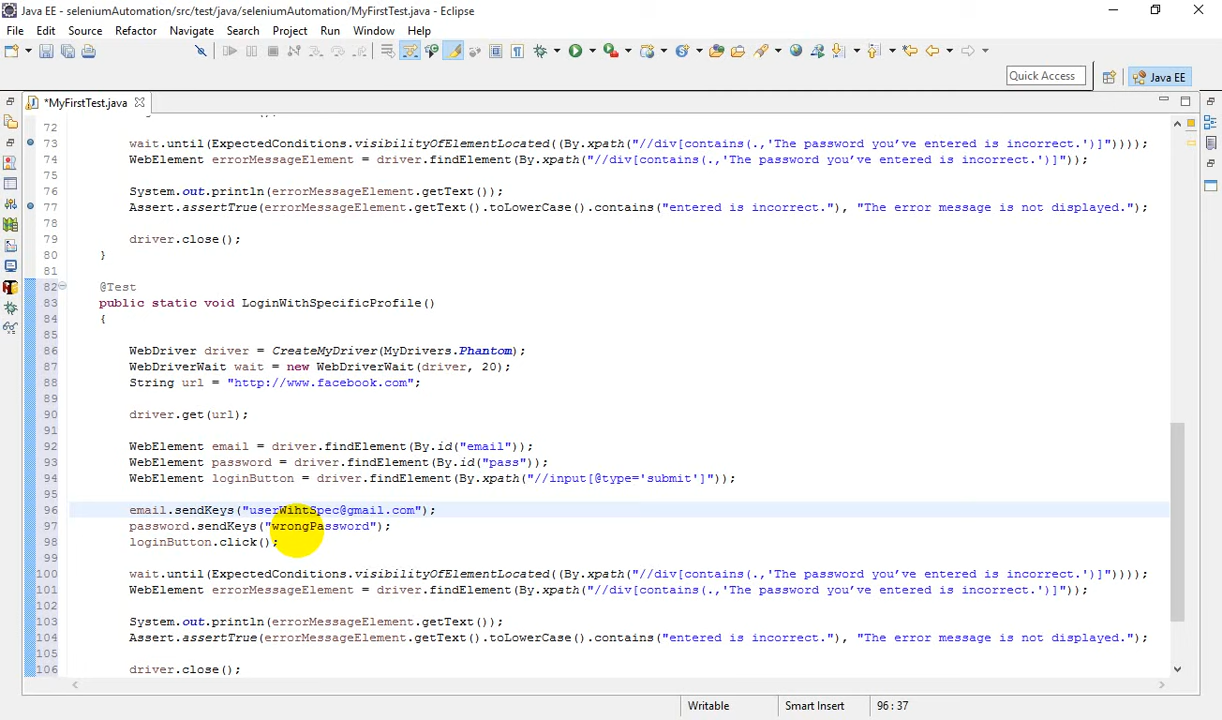 Java EE - seleniumAutomation/src/test/java/seleniumAutomation/MyFirstTest.java - Eclipse
File Edit Source Refactor Navigate Search Project Run Window Help
Quick Access
Java EE
*MyFirstTest.java
72
73 wait.until(ExpectedConditions.visibilityOfElementLocated((By.xpath("//div[contains(.,'The password you’ve entered is incorrect.')]"))));
74 WebElement errorMessageElement = driver.findElement(By.xpath("//div[contains(.,'The password you’ve entered is incorrect.')]"));
75
76 System.out.println(errorMessageElement.getText());
77 Assert.assertTrue(errorMessageElement.getText().toLowerCase().contains("entered is incorrect."), "The error message is not displayed.");
78
79 driver.close();
80 }
81
82 @Test
83 public static void LoginWithSpecificProfile()
84 {
85
86 WebDriver driver = CreateMyDriver(MyDrivers.Phantom);
87 WebDriverWait wait = new WebDriverWait(driver, 20);
88 String url = "http://www.facebook.com";
89
90 driver.get(url);
91
92 WebElement email = driver.findElement(By.id("email"));
93 WebElement password = driver.findElement(By.id("pass"));
94 WebElement loginButton = driver.findElement(By.xpath("//input[@type='submit']"));
95
96 email.sendKeys("userWihtSpec@gmail.com");
97 password.sendKeys("wrongPassword");
98 loginButton.click();
99
100 wait.until(ExpectedConditions.visibilityOfElementLocated((By.xpath("//div[contains(.,'The password you’ve entered is incorrect.')]"))));
101 WebElement errorMessageElement = driver.findElement(By.xpath("//div[contains(.,'The password you’ve entered is incorrect.')]"));
102
103 System.out.println(errorMessageElement.getText());
104 Assert.assertTrue(errorMessageElement.getText().toLowerCase().contains("entered is incorrect."), "The error message is not displayed.");
105
106 driver.close();
Writable Smart Insert 96 : 37